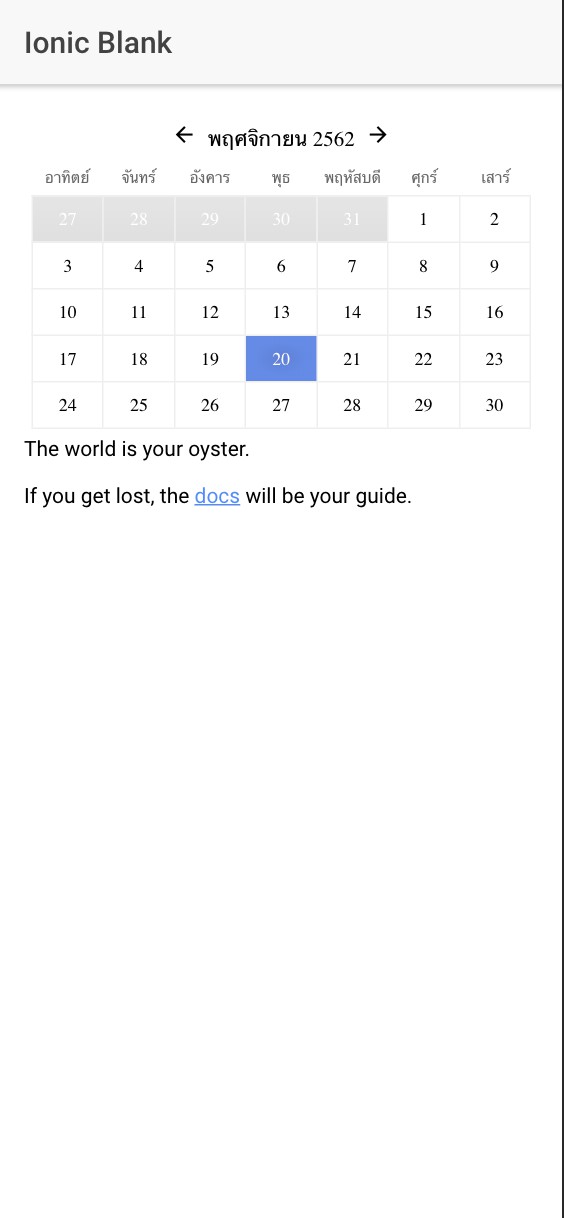 Ionic Blank
พฤศจิกายน 2562
อาทิตย์ จันทร์ อังคาร พุธ พฤหัสบดี ศุกร์ เสาร์
27 28 29 30 31 1 2
3 4 5 6 7 8 9
10 11 12 13 14 15 16
17 18 19 20 21 22 23
24 25 26 27 28 29 30
The world is your oyster.
If you get lost, the docs will be your guide.